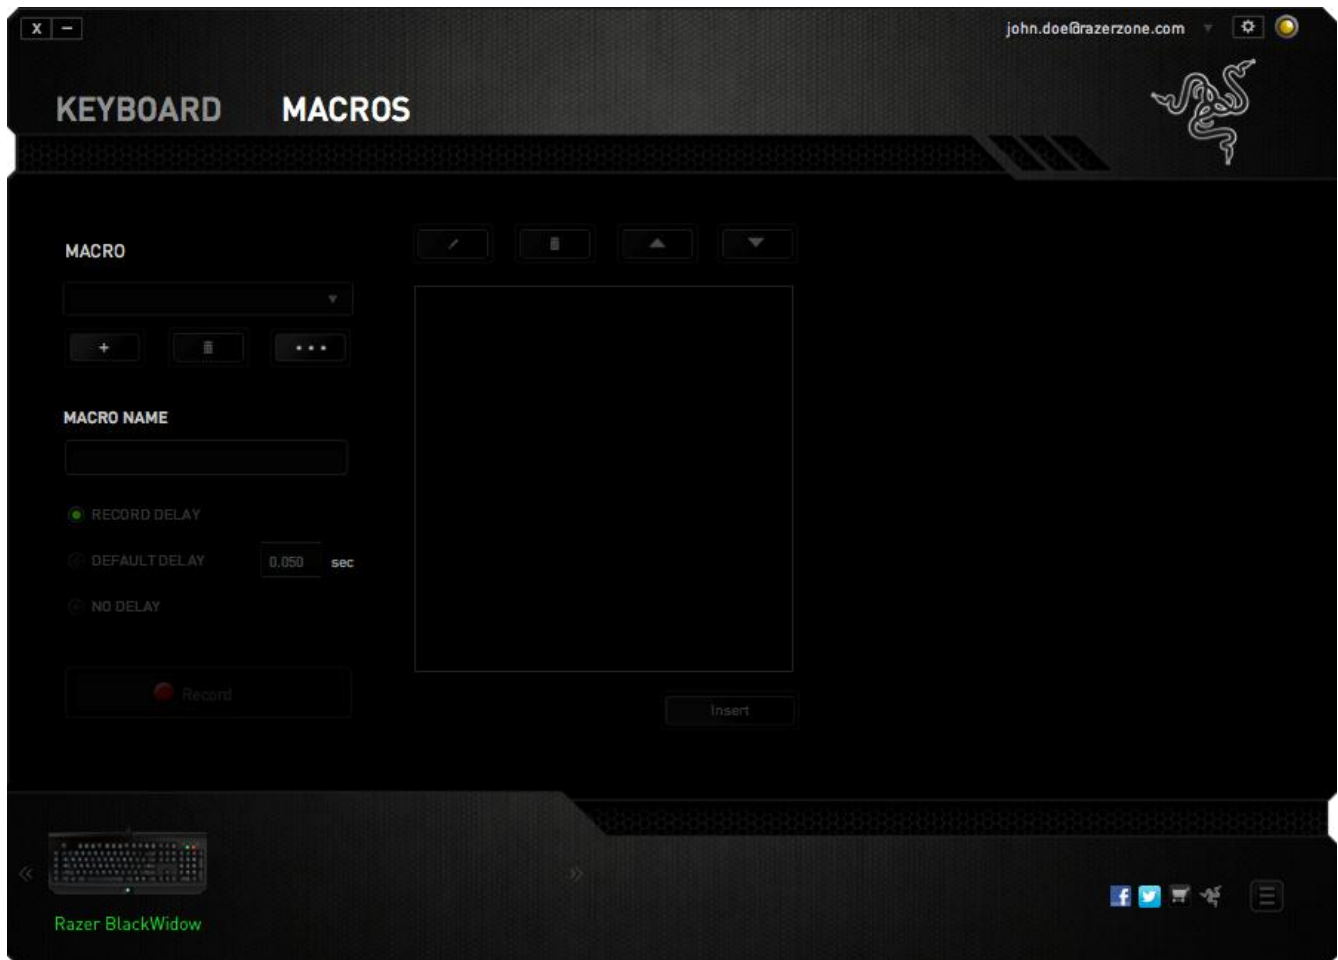 X –
john.doe@razerzone.com
KEYBOARD MACROS
MACRO
MACRO NAME
RECORD DELAY
DEFAULT DELAY 0.050 sec
NO DELAY
Record
Insert
Razer BlackWidow